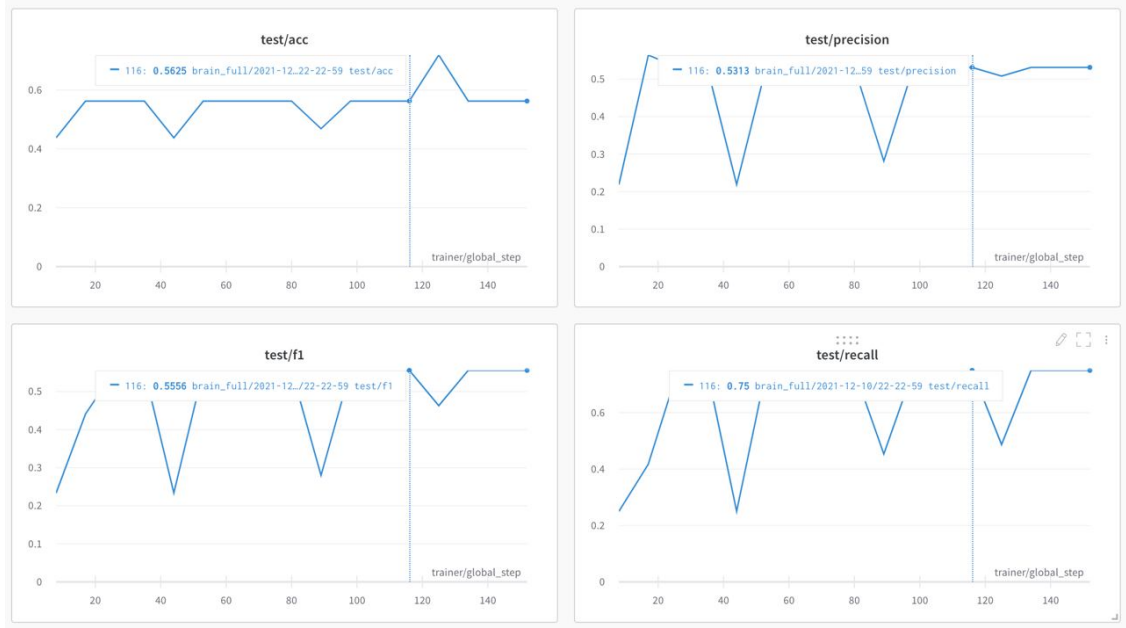 test/acc
116: 0.5625 brain_full/2021-12…22-22-59 test/acc
0.6
0.4
0.2
0
trainer/global_step
20 40 60 80 100 120 140
test/precision
116: 0.5313 brain_full/2021-12…59 test/precision
0.5
0.4
0.3
0.2
0.1
0
trainer/global_step
20 40 60 80 100 120 140
test/f1
116: 0.5556 brain_full/2021-12…/22-22-59 test/f1
0.5
0.4
0.3
0.2
0.1
0
trainer/global_step
20 40 60 80 100 120 140
test/recall
116: 0.75 brain_full/2021-12-10/22-22-59 test/recall
0.6
0.4
0.2
0
trainer/global_step
20 40 60 80 100 120 140